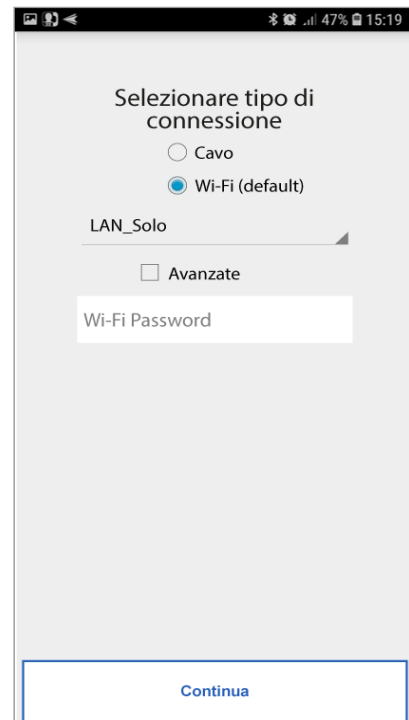 47% 15:19
Selezionare tipo di
connessione
Cavo
Wi-Fi (default)
LAN_Solo
Avanzate
Wi-Fi Password
Continua